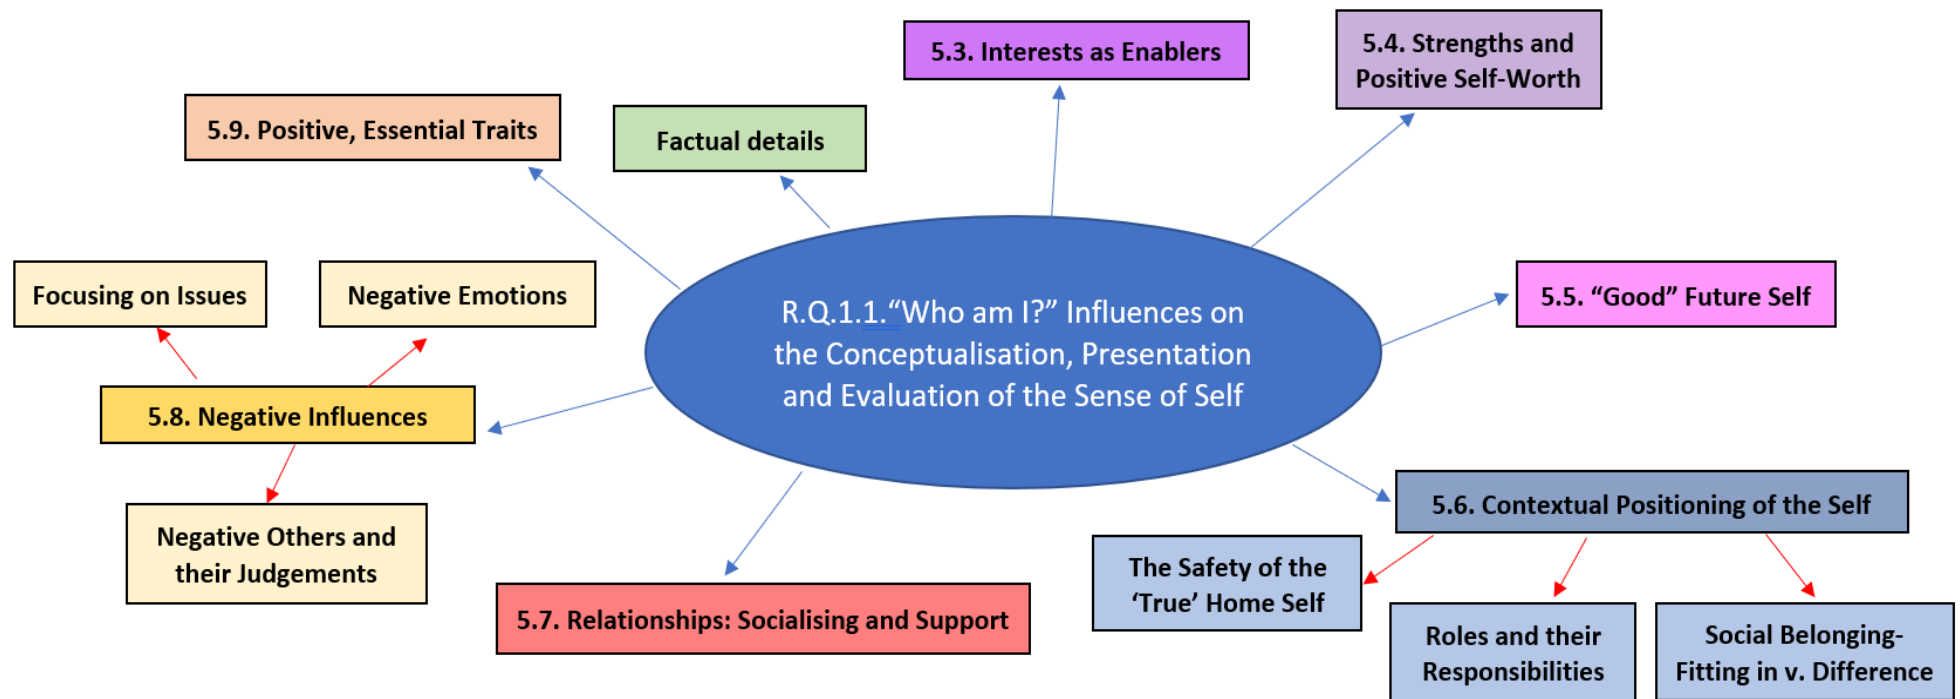 5.3. Interests as Enablers
5.4. Strengths and
Positive Self-Worth
5.9. Positive, Essential Traits
Factual details
Focusing on Issues
Negative Emotions
5.5. “Good” Future Self
R.Q.1.1.“Who am I?” Influences on
the Conceptualisation, Presentation
and Evaluation of the Sense of Self
5.8. Negative Influences
Negative Others and
their Judgements
5.6. Contextual Positioning of the Self
5.7. Relationships: Socialising and Support
The Safety of the
‘True’ Home Self
Roles and their
Responsibilities
Social Belonging-
Fitting in v. Difference